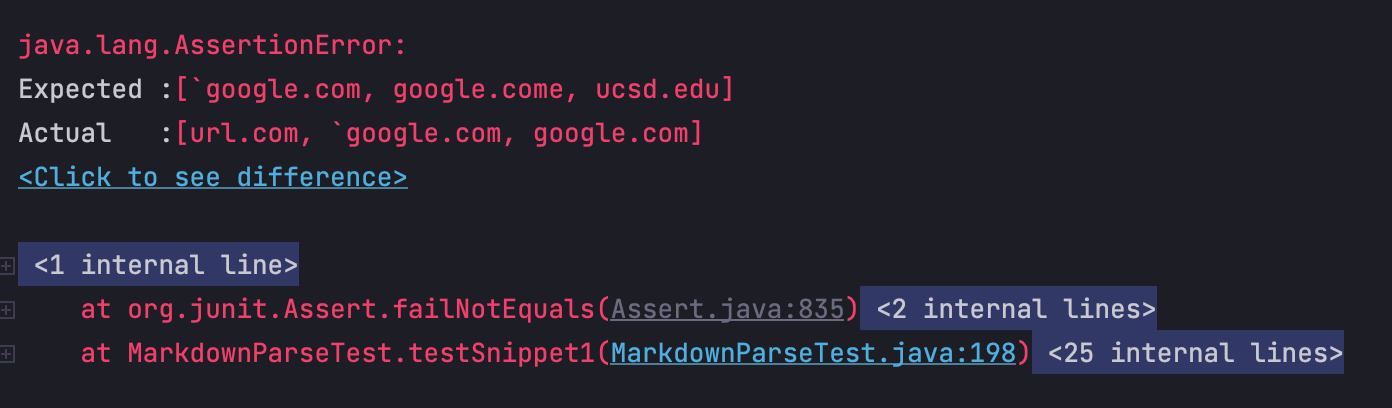 java.lang.AssertionError:
Expected :[`google.com, google.come, ucsd.edu]
Actual   :[url.com, `google.com, google.com]
<Click to see difference>
<1 internal line>
at org.junit.Assert.failNotEquals(Assert.java:835) <2 internal lines>
at MarkdownParseTest.testSnippet1(MarkdownParseTest.java:198) <25 internal lines>